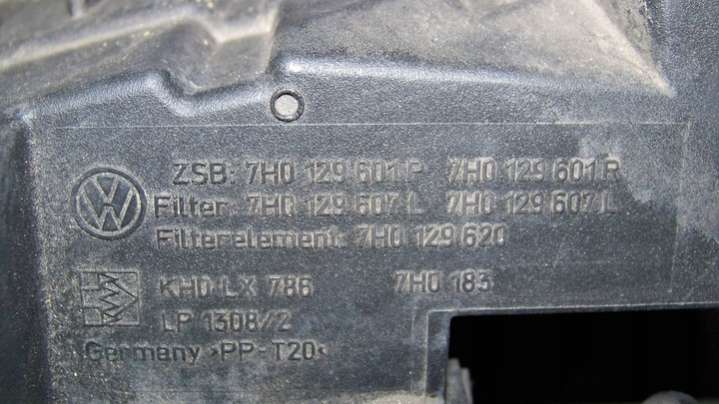 ZSB: 7H0 129 601 P 7H0 129 601 R
Filter: 7H0 129 607 L 7H0 129 607 L
Filterelement: 7H0 129 620
KHD LX 786 7H0 183
LP 1308/2
Germany >PP-T20<